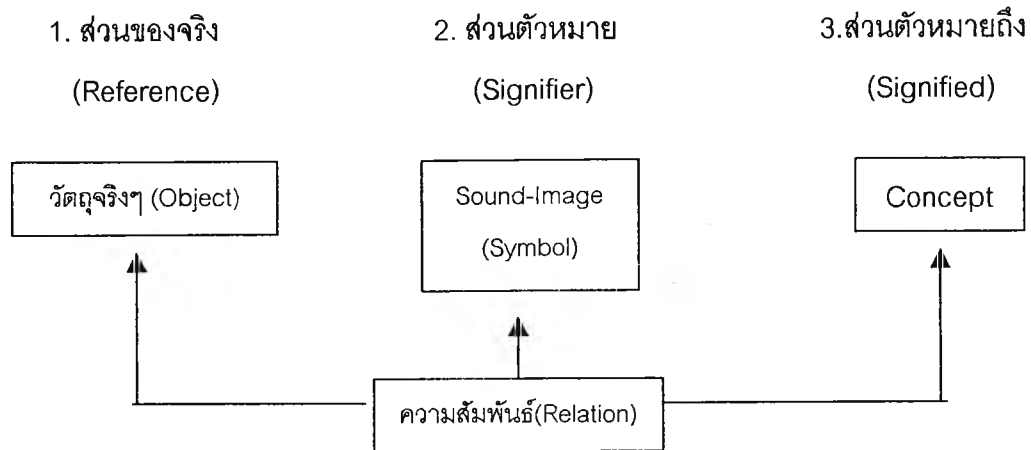 1. ส่วนของจริง
(Reference)
2. ส่วนตัวหมาย
(Signifier)
3.ส่วนตัวหมายถึง
(Signified)
วัตถุจริงๆ (Object)
Sound-Image
(Symbol)
Concept
ความสัมพันธ์(Relation)